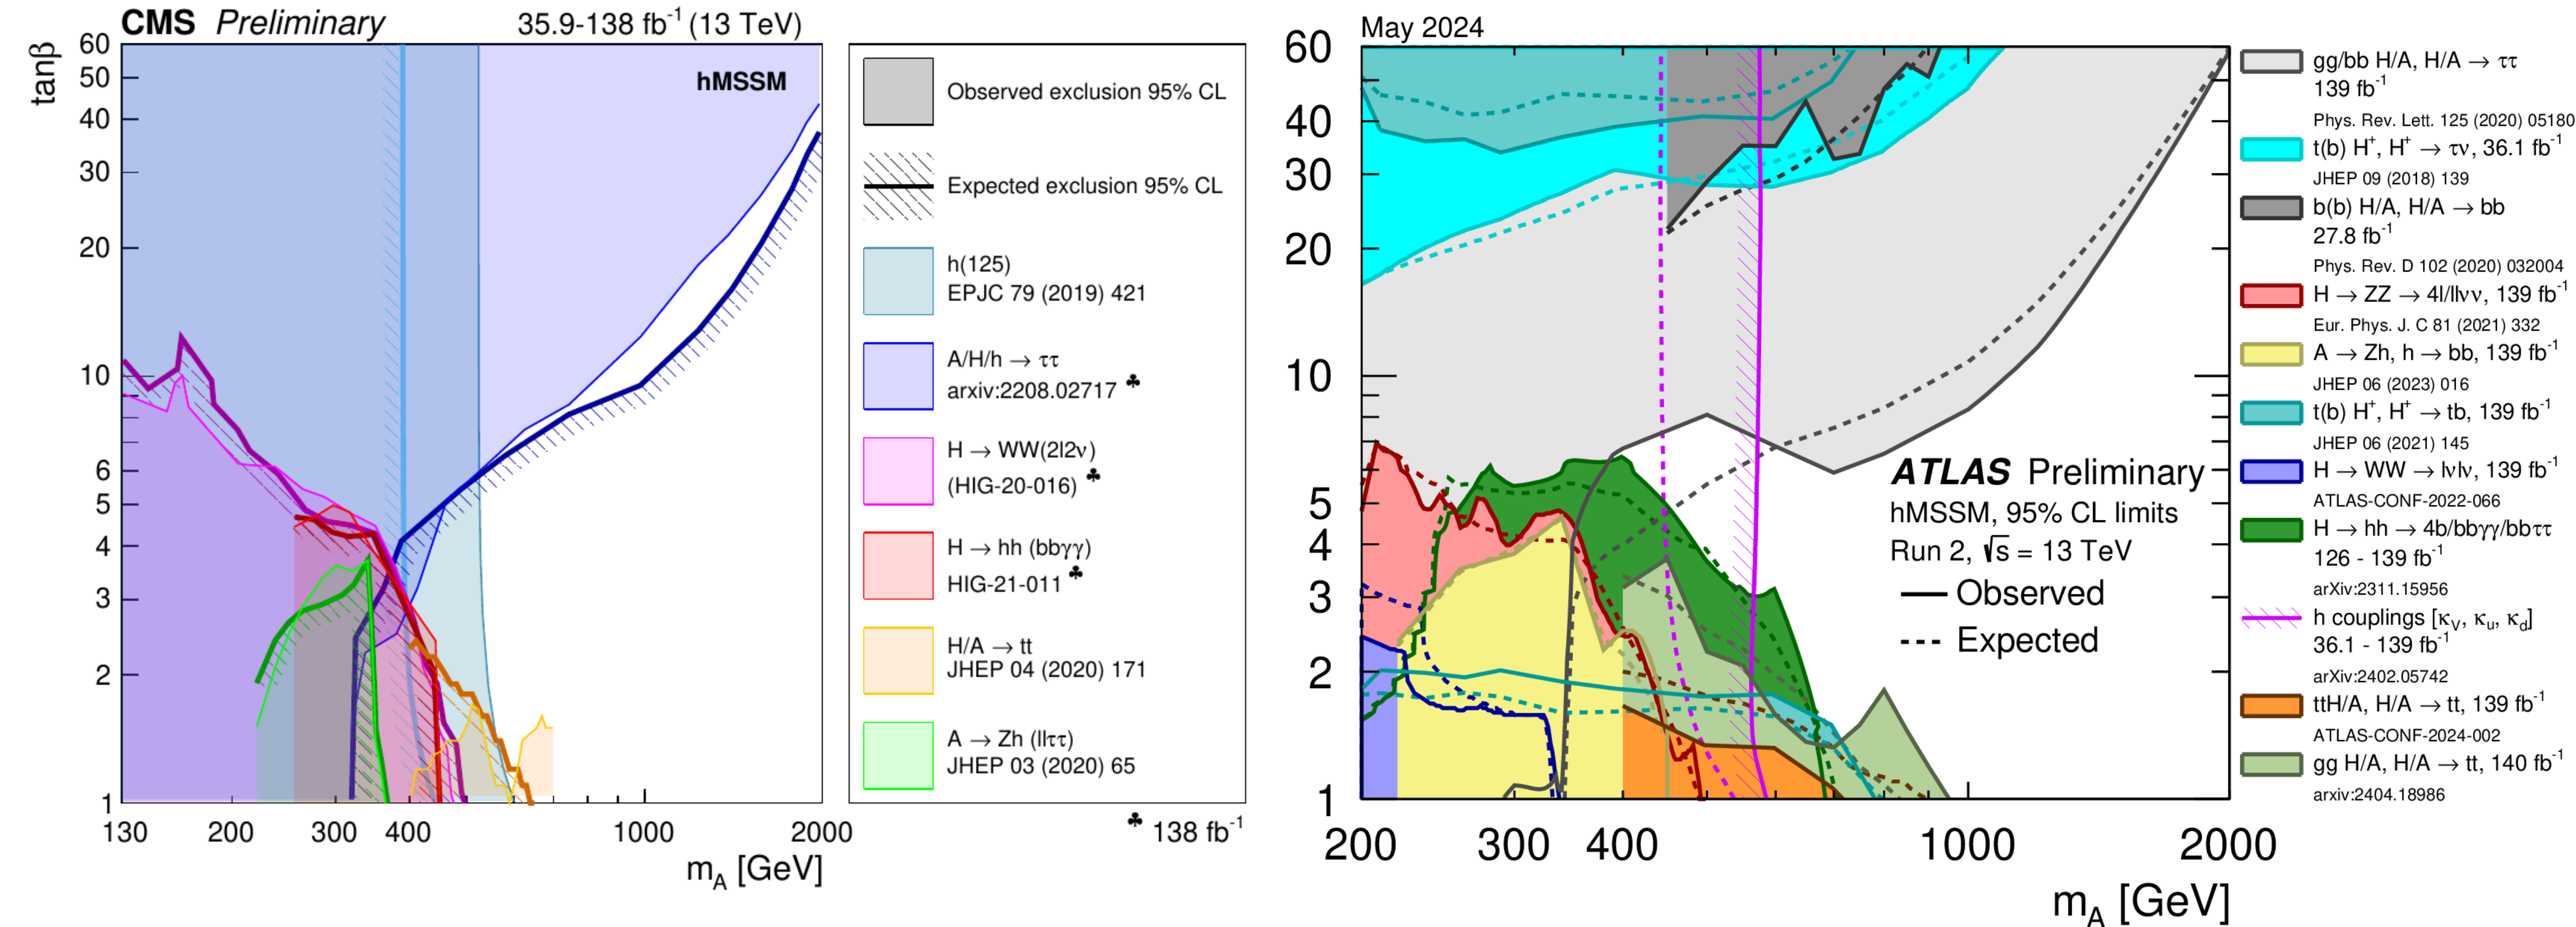 CMS Preliminary 35.9-138 fb⁻¹ (13 TeV)
tanβ
60
50
40
30
20
10
6
5
4
3
2
1
hMSSM
130 200 300 400 1000 2000
m_A [GeV]
Observed exclusion 95% CL
Expected exclusion 95% CL
h(125)
EPJC 79 (2019) 421
A/H/h → ττ
arxiv:2208.02717 ♣
H → WW(2l2ν)
(HIG-20-016) ♣
H → hh (bbγγ)
HIG-21-011 ♣
H/A → tt
JHEP 04 (2020) 171
A → Zh (llττ)
JHEP 03 (2020) 65
♣ 138 fb⁻¹
May 2024
60
40
30
20
10
5
4
3
2
1
ATLAS Preliminary
hMSSM, 95% CL limits
Run 2, √s = 13 TeV
Observed
Expected
200 300 400 1000 2000
m_A [GeV]
gg/bb H/A, H/A → ττ
139 fb⁻¹
Phys. Rev. Lett. 125 (2020) 05180
t(b) H⁺, H⁺ → τν, 36.1 fb⁻¹
JHEP 09 (2018) 139
b(b) H/A, H/A → bb
27.8 fb⁻¹
Phys. Rev. D 102 (2020) 032004
H → ZZ → 4l/llνν, 139 fb⁻¹
Eur. Phys. J. C 81 (2021) 332
A → Zh, h → bb, 139 fb⁻¹
JHEP 06 (2023) 016
t(b) H⁺, H⁺ → tb, 139 fb⁻¹
JHEP 06 (2021) 145
H → WW → lνlν, 139 fb⁻¹
ATLAS-CONF-2022-066
H → hh → 4b/bbγγ/bbττ
126 - 139 fb⁻¹
arXiv:2311.15956
h couplings [κ_V, κ_u, κ_d]
36.1 - 139 fb⁻¹
arXiv:2402.05742
ttH/A, H/A → tt, 139 fb⁻¹
ATLAS-CONF-2024-002
gg H/A, H/A → tt, 140 fb⁻¹
arxiv:2404.18986